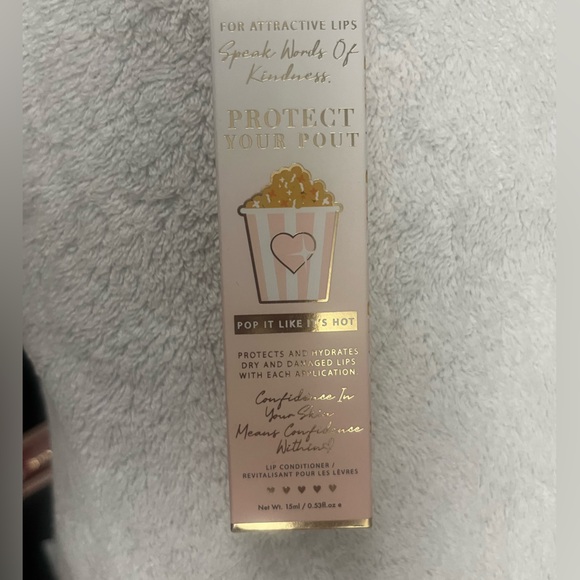 FOR ATTRACTIVE LIPS
Speak Words Of
Kindness.
PROTECT
YOUR POUT
POP IT LIKE IT'S HOT
PROTECTS AND HYDRATES
DRY AND DAMAGED LIPS
WITH EACH APPLICATION
Confidence In
Your Skin
Means Confidence
Within
LIP CONDITIONER /
REVITALISANT POUR LES LÈVRES
Net Wt. 15ml / 0.53fl.oz e